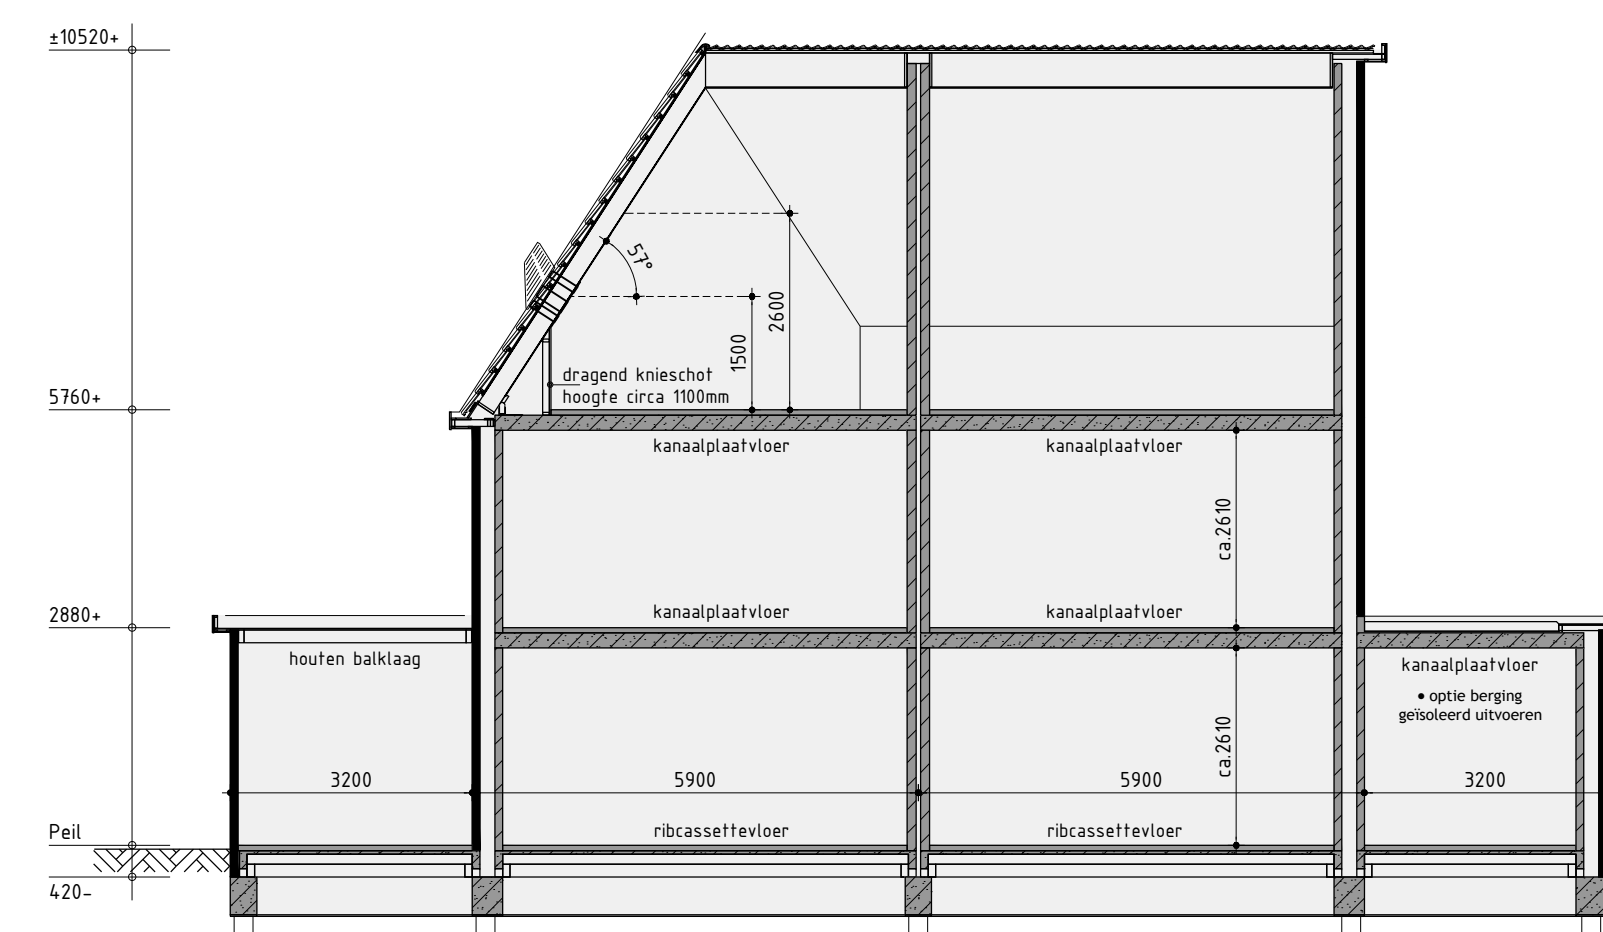 ±10520+
57°
2600
1500
dragend knieschot
hoogte circa 1100mm
5760+
kanaalplaatvloer
kanaalplaatvloer
ca.2610
kanaalplaatvloer
kanaalplaatvloer
2880+
houten balklaag
kanaalplaatvloer
• optie berging
geïsoleerd uitvoeren
ca.2610
3200
5900
5900
3200
Peil
ribcassettevloer
ribcassettevloer
420-